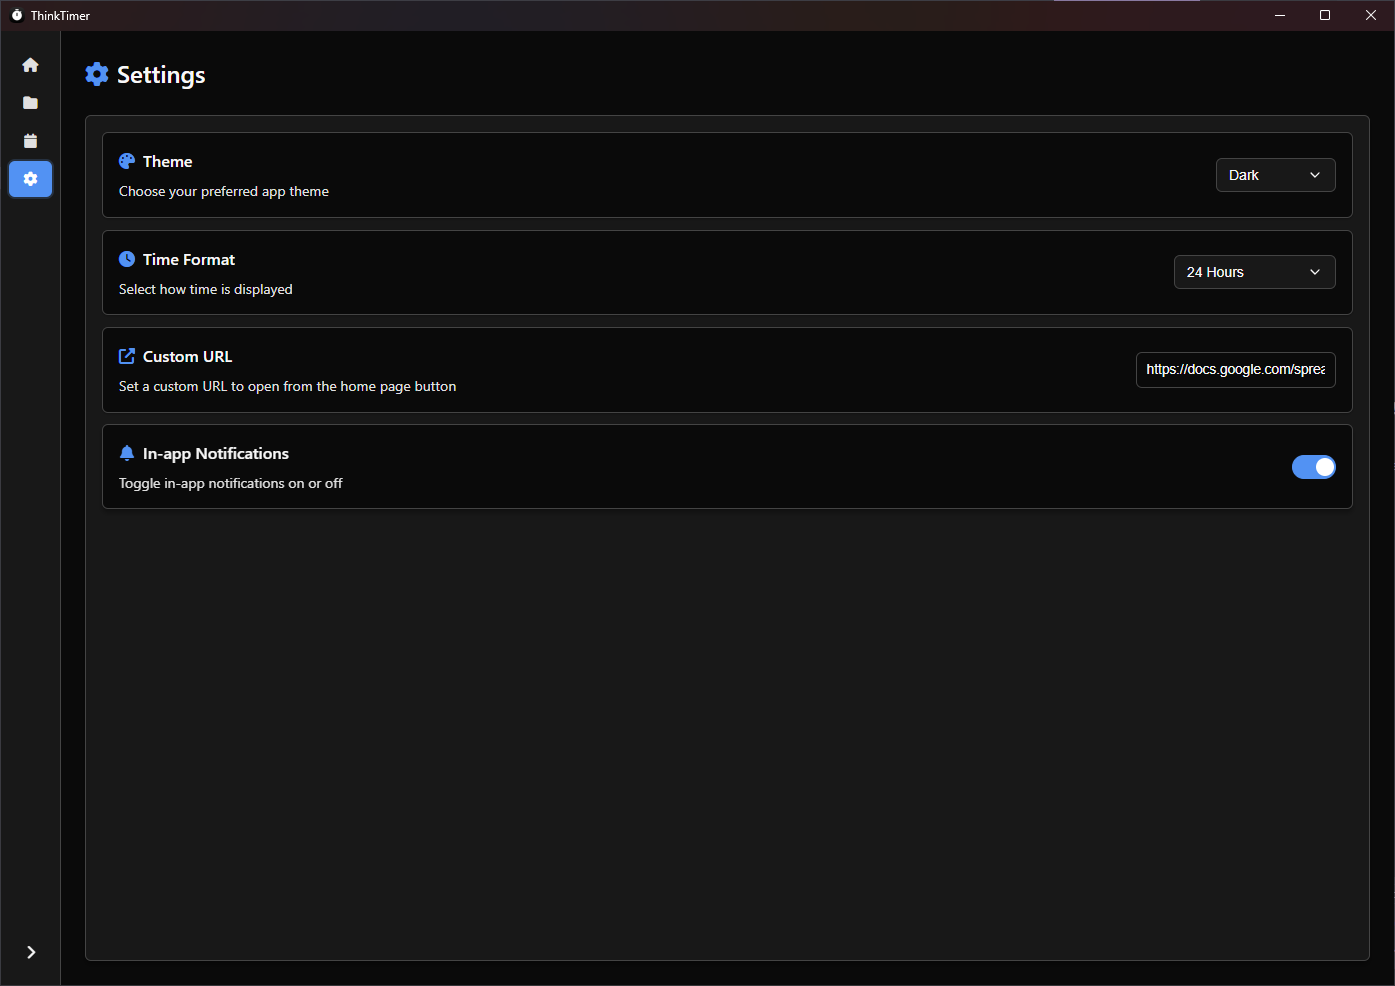 ThinkTimer
Settings
Theme
Choose your preferred app theme
Dark
Time Format
Select how time is displayed
24 Hours
Custom URL
Set a custom URL to open from the home page button
https://docs.google.com/sprea
In-app Notifications
Toggle in-app notifications on or off